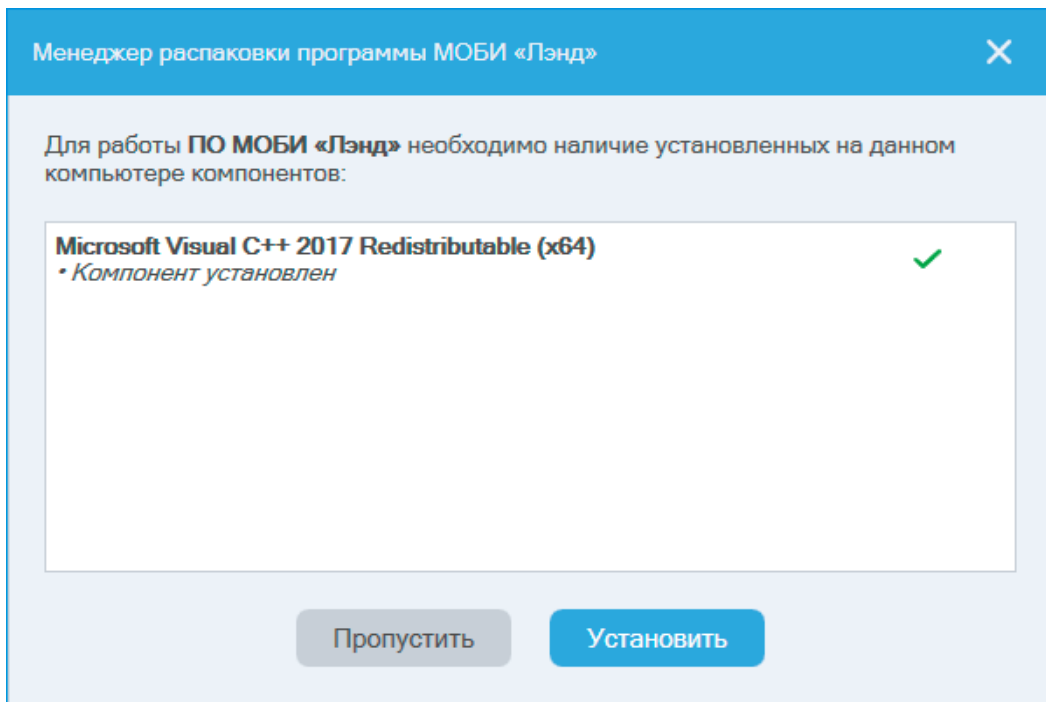 Менеджер распаковки программы МОБИ «Лэнд»
Для работы ПО МОБИ «Лэнд» необходимо наличие установленных на данном
компьютере компонентов:
Microsoft Visual C++ 2017 Redistributable (x64)
• Компонент установлен
Пропустить
Установить